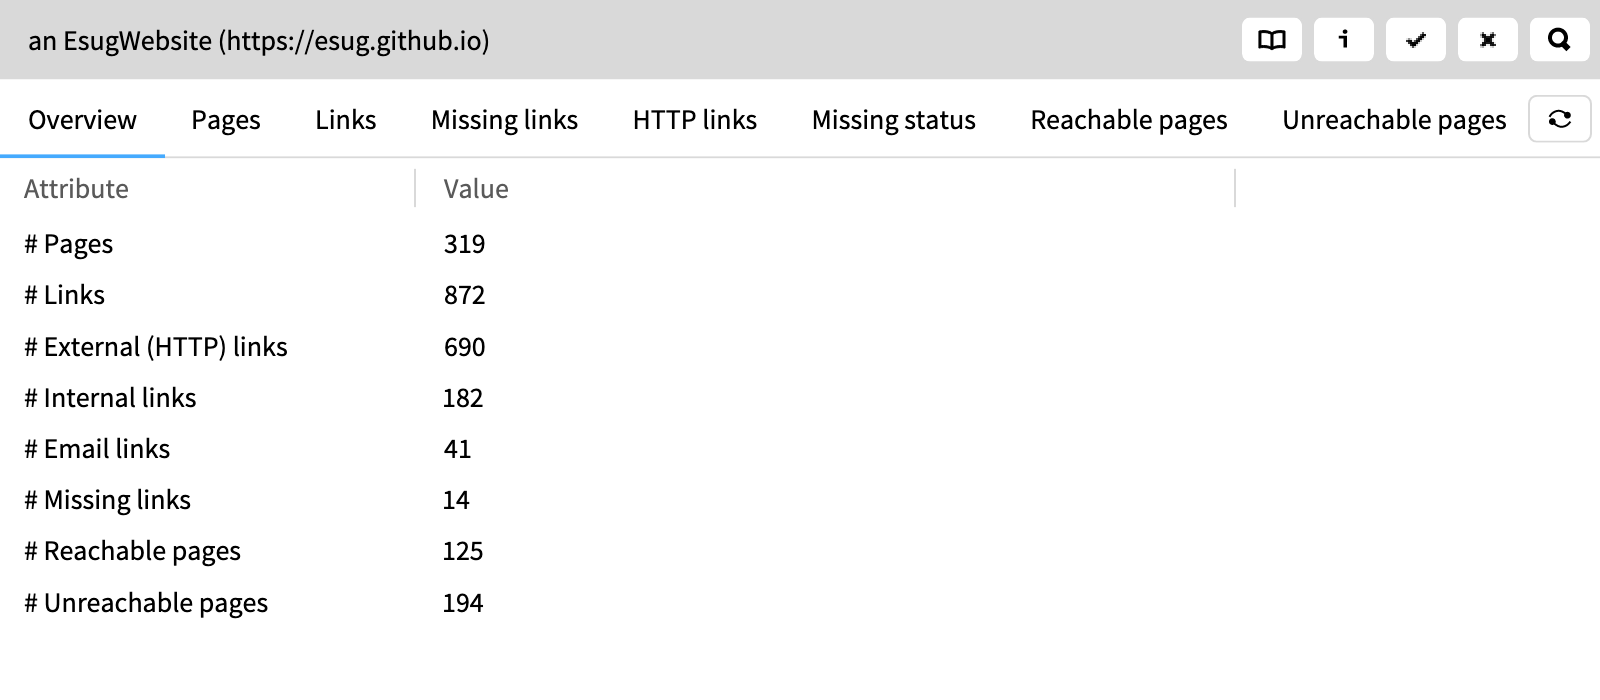 an EsugWebsite (https://esug.github.io)
Overview Pages Links Missing links HTTP links Missing status Reachable pages Unreachable pages
Attribute Value
# Pages 319
# Links 872
# External (HTTP) links 690
# Internal links 182
# Email links 41
# Missing links 14
# Reachable pages 125
# Unreachable pages 194